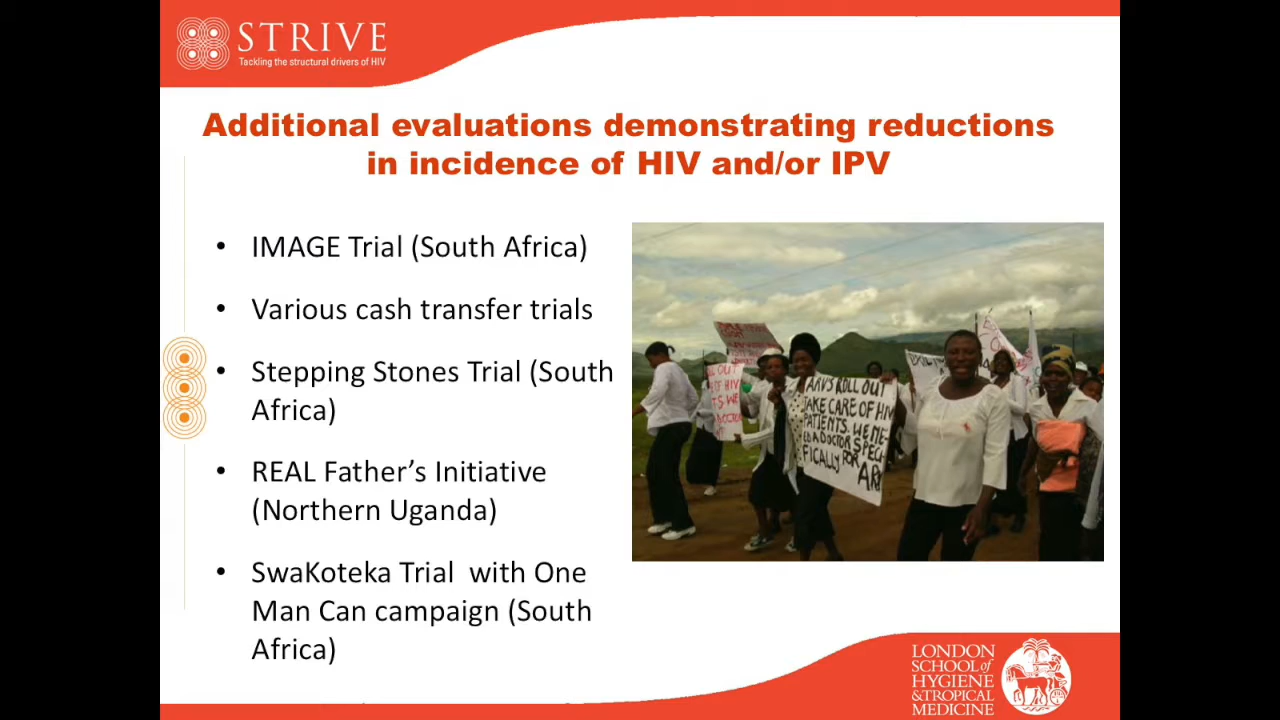 STRIVE
Tackling the structural drivers of HIV
Additional evaluations demonstrating reductions
in incidence of HIV and/or IPV
• IMAGE Trial (South Africa)
• Various cash transfer trials
• Stepping Stones Trial (South
Africa)
• REAL Father’s Initiative
(Northern Uganda)
• SwaKoteka Trial with One
Man Can campaign (South
Africa)
ARVS ROLL OUT
TAKE CARE OF HIV
PATIENTS. WE NE-
ED A DOCTOR SPECI-
FICALLY FOR
LONDON
SCHOOL of
HYGIENE
& TROPICAL
MEDICINE